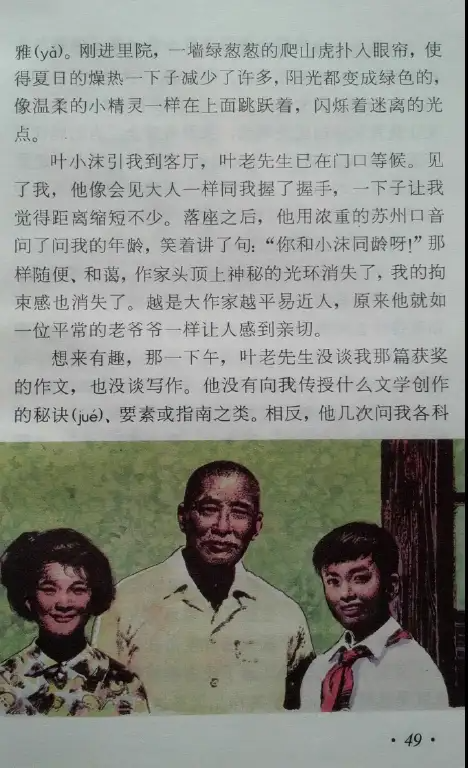 雅(yǎ)。刚进里院，一墙绿葱葱的爬山虎扑入眼帘，使
得夏日的燥热一下子减少了许多，阳光都变成绿色的，
像温柔的小精灵一样在上面跳跃着，闪烁着迷离的光
点。
叶小沫引我到客厅，叶老先生已在门口等候。见
了我，他像会见大人一样同我握了握手，一下子让我
觉得距离缩短不少。落座之后，他用浓重的苏州口音
问了问我的年龄，笑着讲了句：“你和小沫同龄呀！”那
样随便、和蔼，作家头顶上神秘的光环消失了，我的拘
束感也消失了。越是大作家越平易近人，原来他就如
一位平常的老爷爷一样让人感到亲切。
想来有趣，那一下午，叶老先生没谈我那篇获奖
的作文，也没谈写作。他没有向我传授什么文学创作
的秘诀(jué)、要素或指南之类。相反，他几次问我各科
· 49 ·